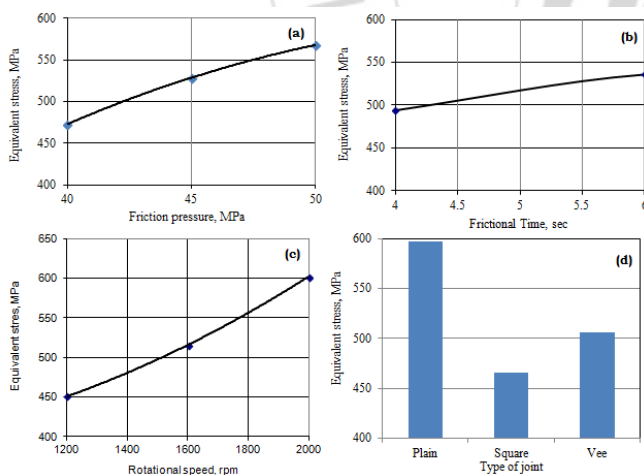 (a)
600
550
500
450
400
Equivalent stress, MPa
40
45
50
Friction pressure, MPa
(b)
600
550
500
450
400
Equivalent stress, MPa
4
4.5
5
5.5
6
Frictional Time, sec
(c)
650
600
550
500
450
400
Equivalent stres, MPa
1200
1400
1600
1800
2000
Rotational speed, rpm
(d)
600
550
500
450
400
Equivalent stress, MPa
Plain
Square
Vee
Type of joint